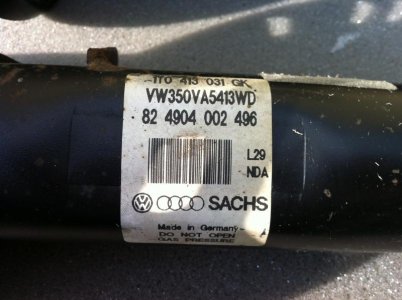 1T0 413 031 GK
VW350VA5413WD
82 4904 002 496
L29
NDA
SACHS
Made in Germany
DO NOT OPEN
GAS PRESSURE